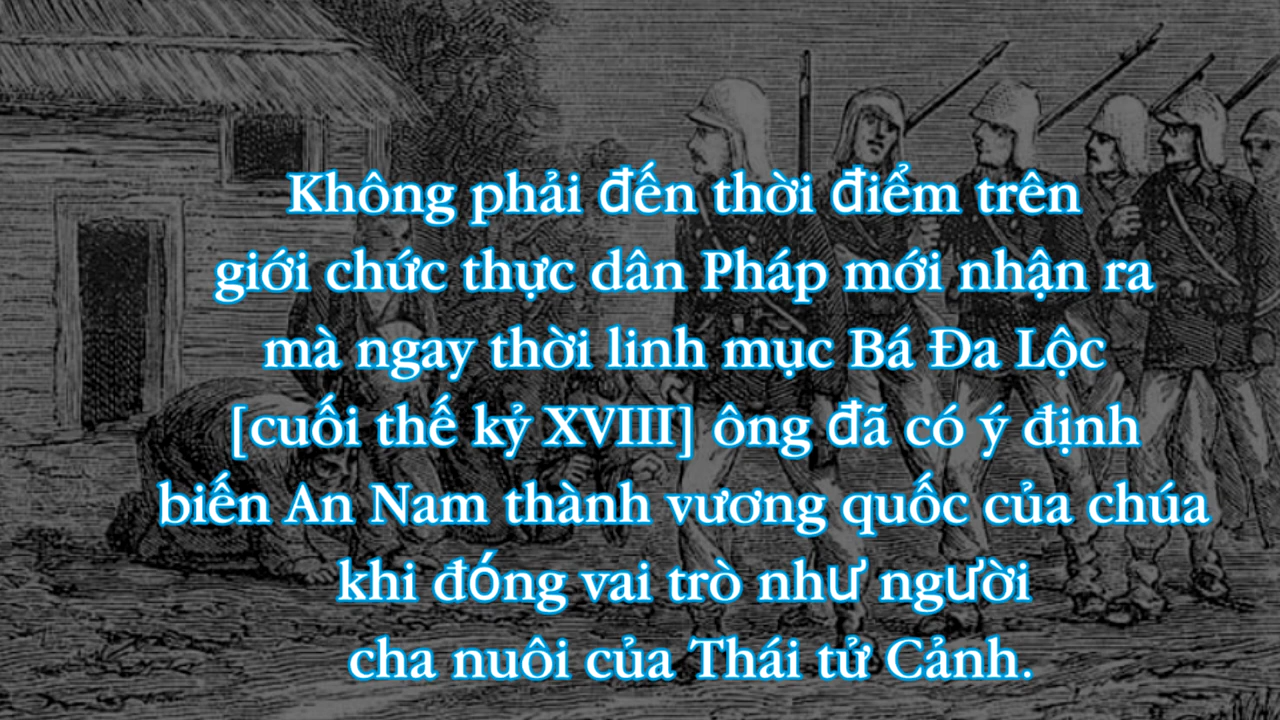 Không phải đến thời điểm trên
giới chức thực dân Pháp mới nhận ra
mà ngay thời linh mục Bá Đa Lộc
[cuối thế kỷ XVIII] ông đã có ý định
biến An Nam thành vương quốc của chúa
khi đóng vai trò như người
cha nuôi của Thái tử Cảnh.